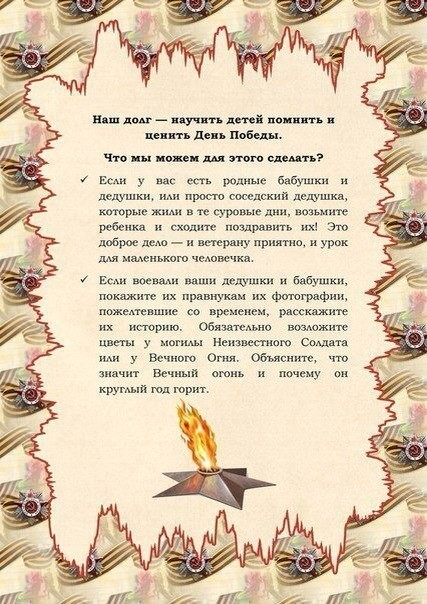 Наш долг — научить детей помнить и
ценить День Победы.
Что мы можем для этого сделать?
✓ Если у вас есть родные бабушки и
дедушки, или просто соседский дедушка,
которые жили в те суровые дни, возьмите
ребенка и сходите поздравить их! Это
доброе дело — и ветерану приятно, и урок
для маленького человечка.
✓ Если воевали ваши дедушки и бабушки,
покажите их правнукам их фотографии,
пожелтевшие со временем, расскажите
их историю. Обязательно возложите
цветы у могилы Неизвестного Солдата
или у Вечного Огня. Объясните, что
значит Вечный огонь и почему он
круглый год горит.